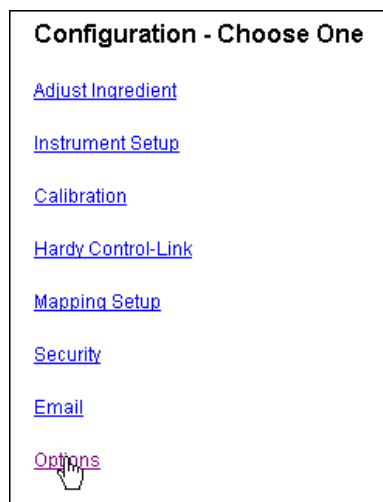 Configuration - Choose One
Adjust Ingredient
Instrument Setup
Calibration
Hardy Control-Link
Mapping Setup
Security
Email
Options